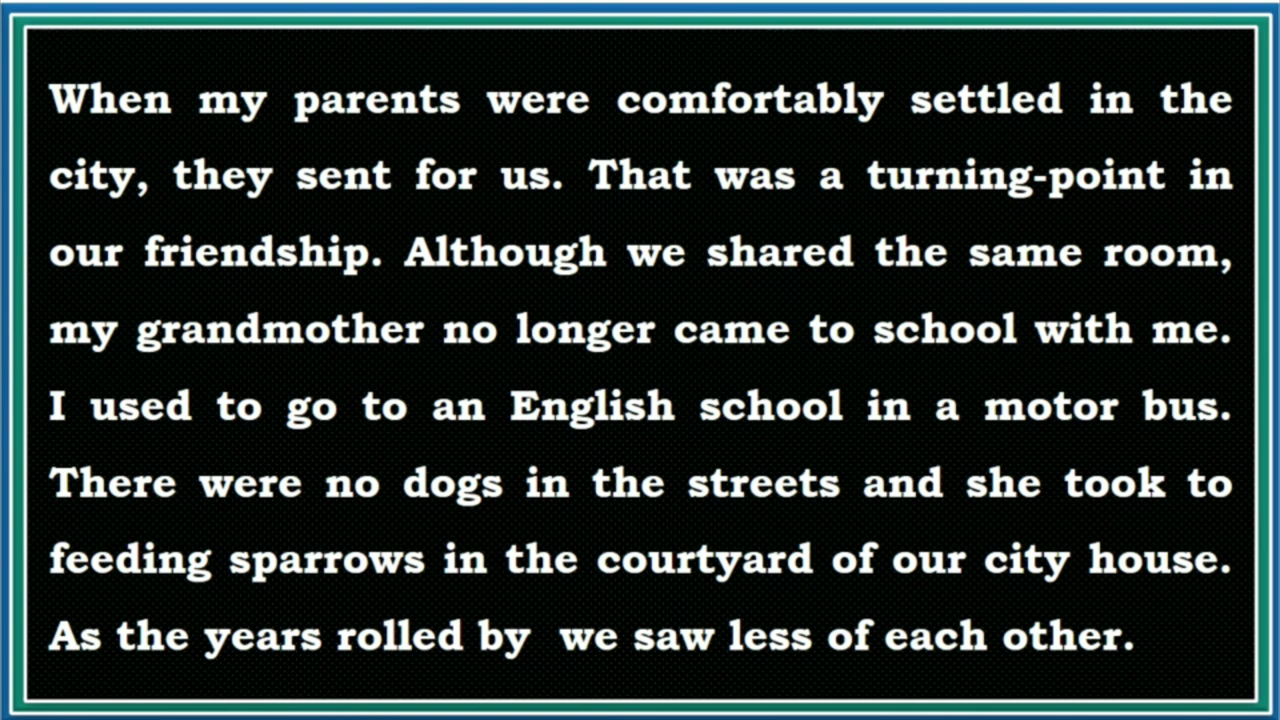 When my parents were comfortably settled in the
city, they sent for us. That was a turning-point in
our friendship. Although we shared the same room,
my grandmother no longer came to school with me.
I used to go to an English school in a motor bus.
There were no dogs in the streets and she took to
feeding sparrows in the courtyard of our city house.
As the years rolled by  we saw less of each other.